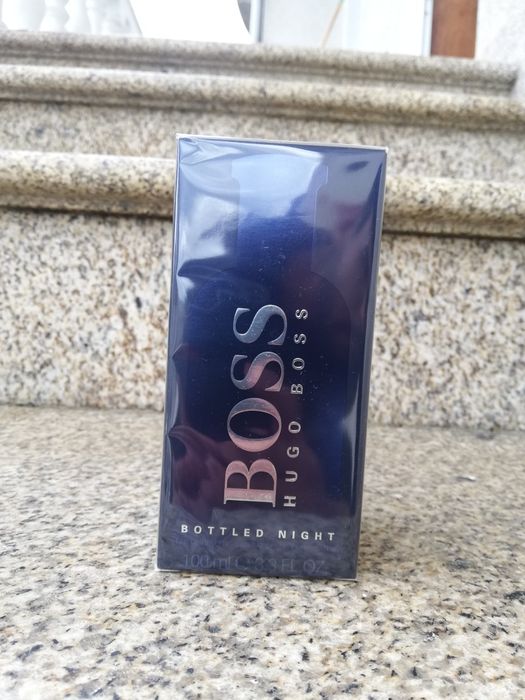 BOSS
HUGO BOSS
BOTTLED NIGHT
100 ml ℮ 3.3 FL.OZ.